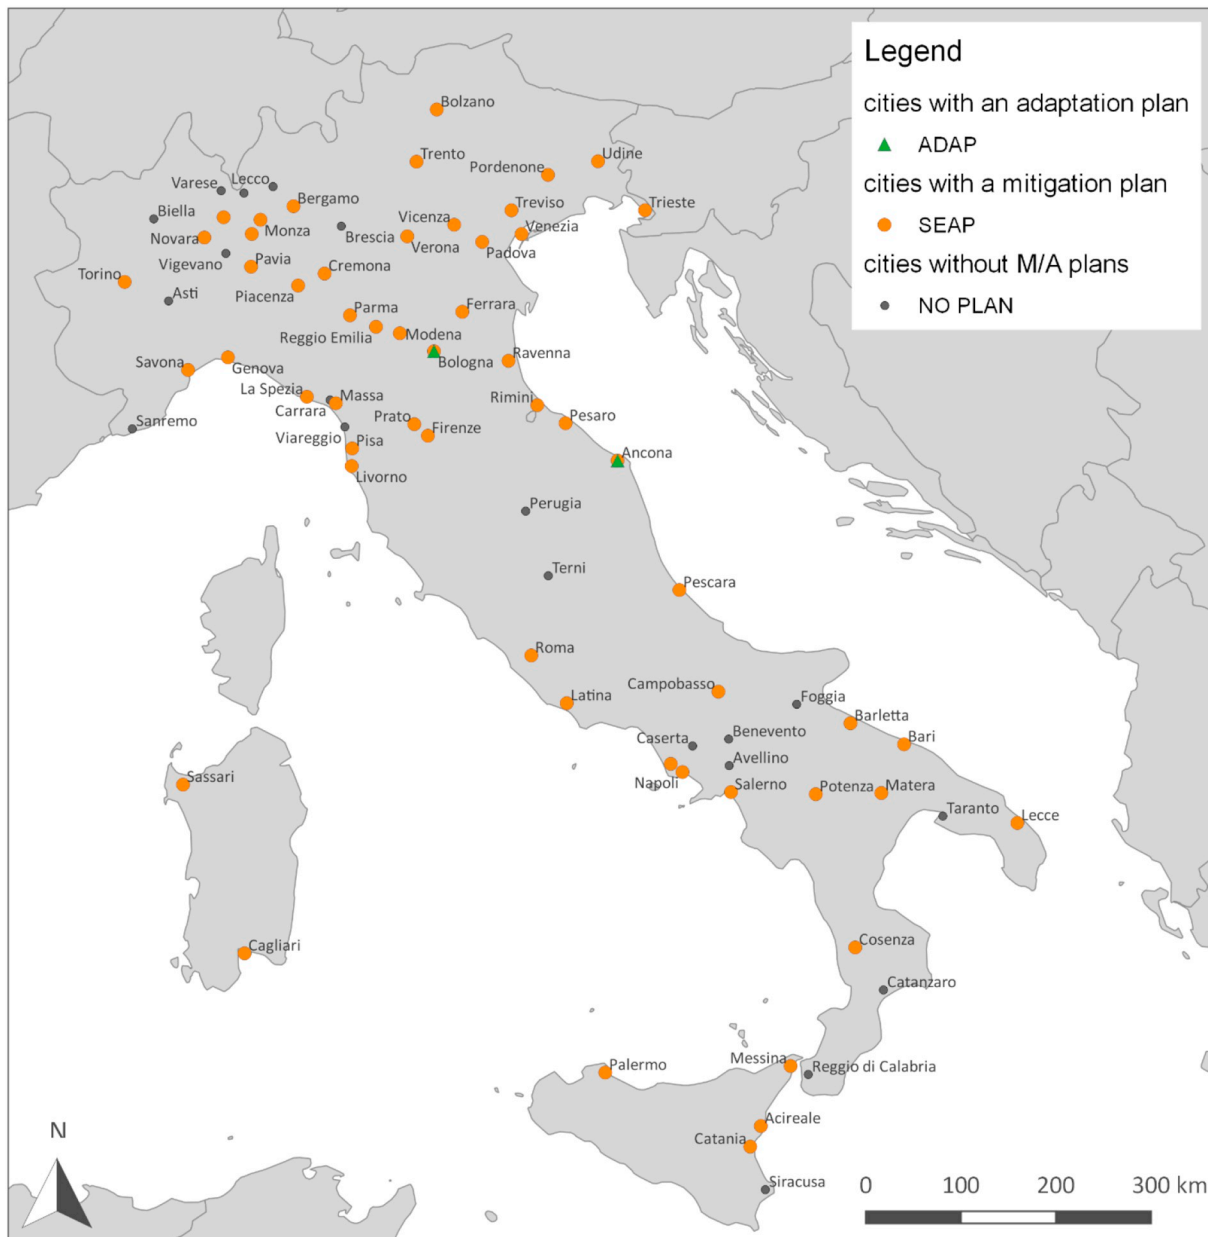 Legend
cities with an adaptation plan
ADAP
cities with a mitigation plan
SEAP
cities without M/A plans
NO PLAN
Bolzano
Trento
Udine
Pordenone
Varese
Lecco
Bergamo
Biella
Treviso
Trieste
Vicenza
Venezia
Novara
Monza
Brescia
Verona
Padova
Vigevano
Pavia
Cremona
Torino
Piacenza
Asti
Parma
Ferrara
Reggio Emilia
Modena
Bologna
Ravenna
Savona
Genova
La Spezia
Massa
Carrara
Rimini
Prato
Pesaro
Sanremo
Firenze
Viareggio
Pisa
Ancona
Livorno
Perugia
Terni
Pescara
Roma
Campobasso
Latina
Foggia
Barletta
Benevento
Bari
Caserta
Avellino
Sassari
Napoli
Salerno
Potenza
Matera
Taranto
Lecce
Cagliari
Cosenza
Catanzaro
Messina
Palermo
Reggio di Calabria
Acireale
Catania
Siracusa
N
0 100 200 300 km